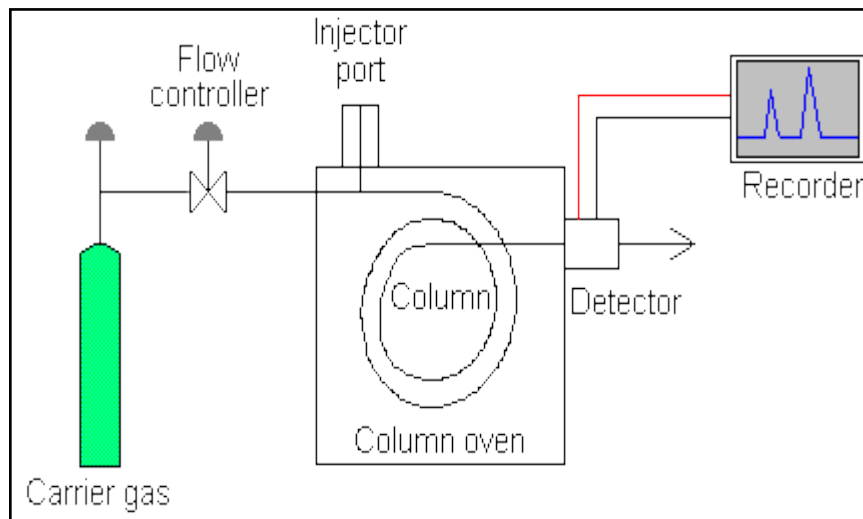 Injector
port
Flow
controller
Recorder
Column
Detector
Column oven
Carrier gas